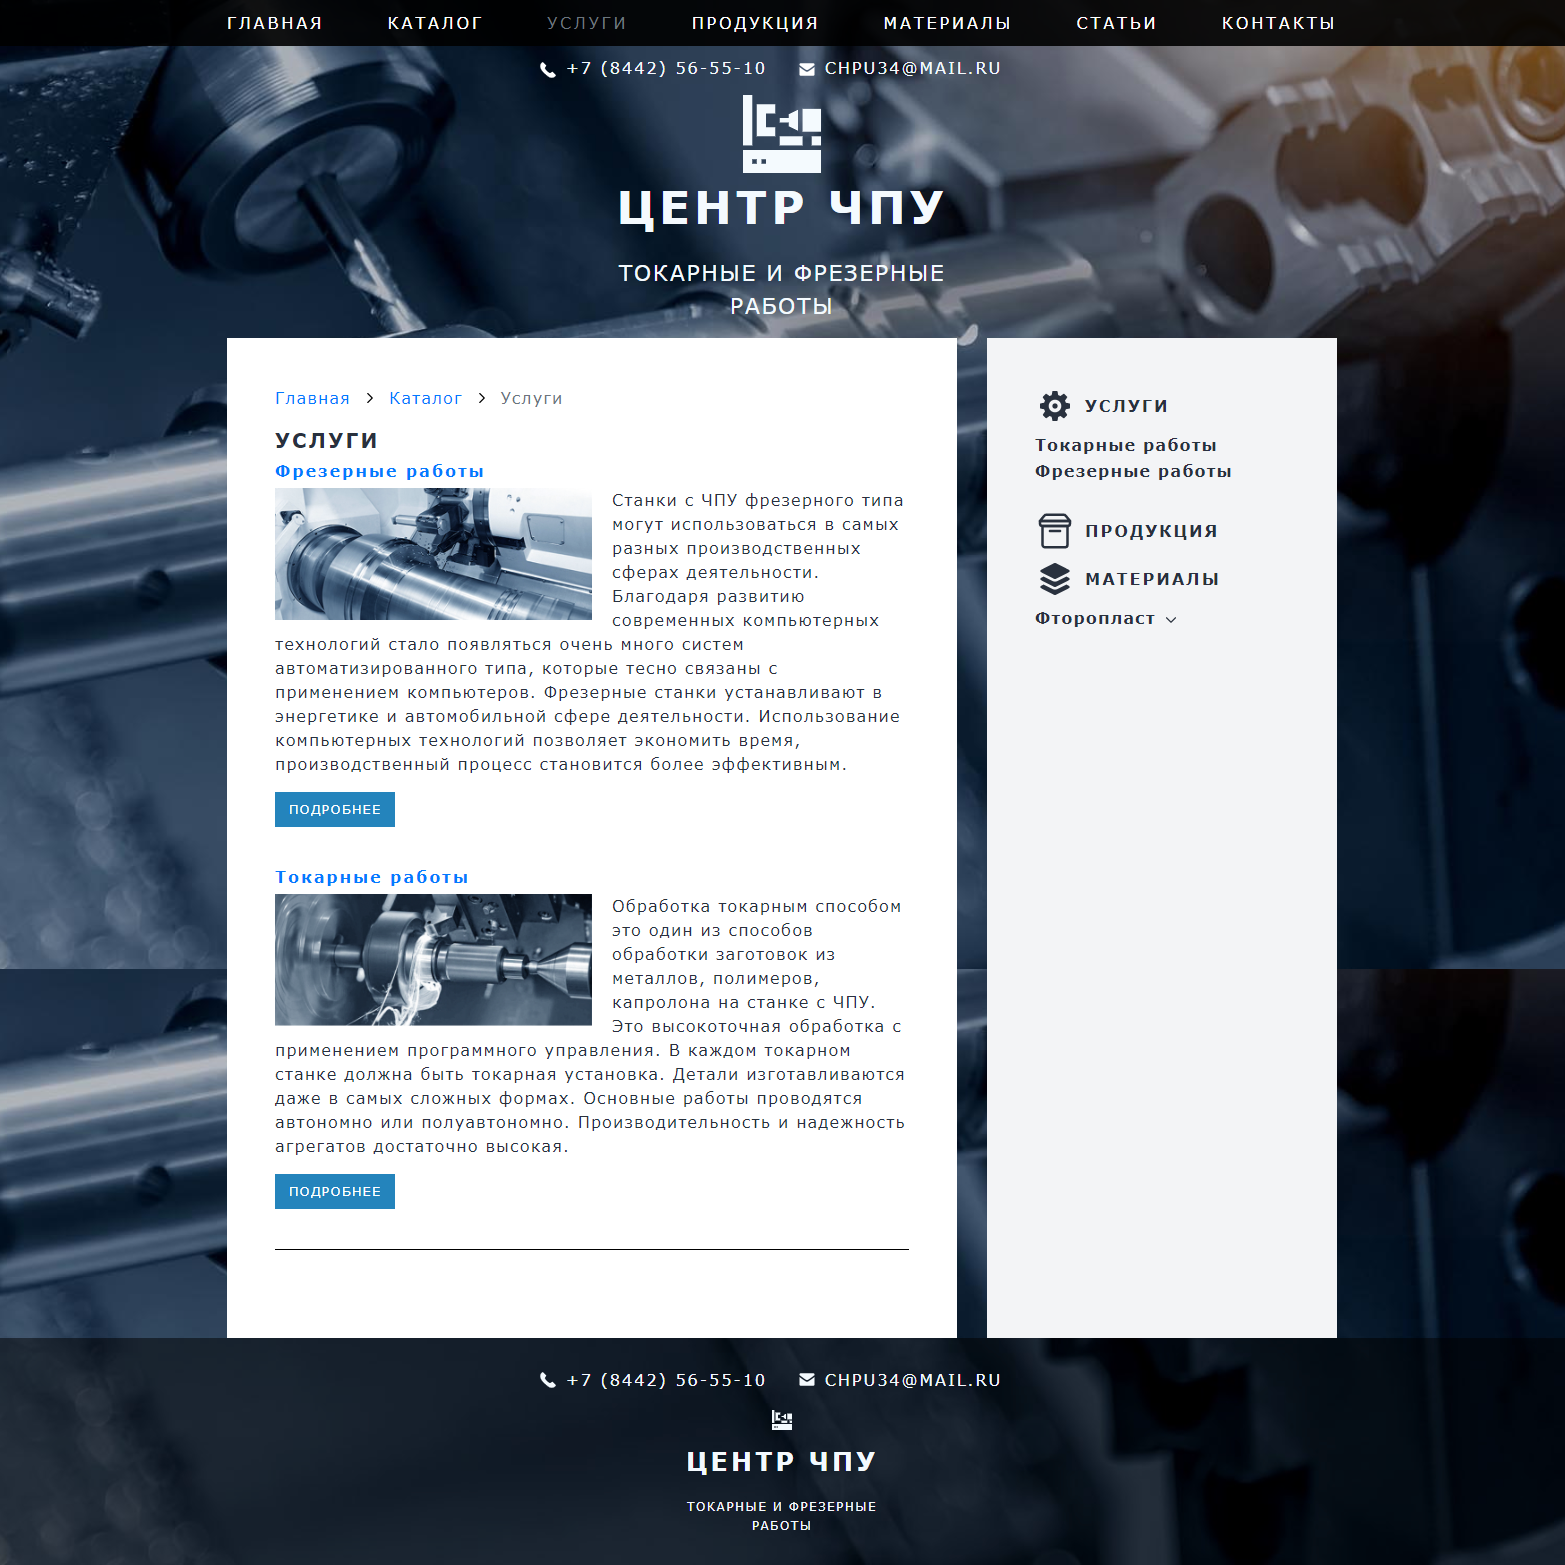 ГЛАВНАЯ КАТАЛОГ УСЛУГИ ПРОДУКЦИЯ МАТЕРИАЛЫ СТАТЬИ КОНТАКТЫ
+7 (8442) 56-55-10 CHPU34@MAIL.RU
ЦЕНТР ЧПУ
ТОКАРНЫЕ И ФРЕЗЕРНЫЕ
РАБОТЫ
Главная > Каталог > Услуги
УСЛУГИ
Фрезерные работы
Станки с ЧПУ фрезерного типа
могут использоваться в самых
разных производственных
сферах деятельности.
Благодаря развитию
современных компьютерных
технологий стало появляться очень много систем
автоматизированного типа, которые тесно связаны с
применением компьютеров. Фрезерные станки устанавливают в
энергетике и автомобильной сфере деятельности. Использование
компьютерных технологий позволяет экономить время,
производственный процесс становится более эффективным.
ПОДРОБНЕЕ
Токарные работы
Обработка токарным способом
это один из способов
обработки заготовок из
металлов, полимеров,
капролона на станке с ЧПУ.
Это высокоточная обработка с
применением программного управления. В каждом токарном
станке должна быть токарная установка. Детали изготавливаются
даже в самых сложных формах. Основные работы проводятся
автономно или полуавтономно. Производительность и надежность
агрегатов достаточно высокая.
ПОДРОБНЕЕ
УСЛУГИ
Токарные работы
Фрезерные работы
ПРОДУКЦИЯ
МАТЕРИАЛЫ
Фторопласт
+7 (8442) 56-55-10 CHPU34@MAIL.RU
ЦЕНТР ЧПУ
ТОКАРНЫЕ И ФРЕЗЕРНЫЕ
РАБОТЫ